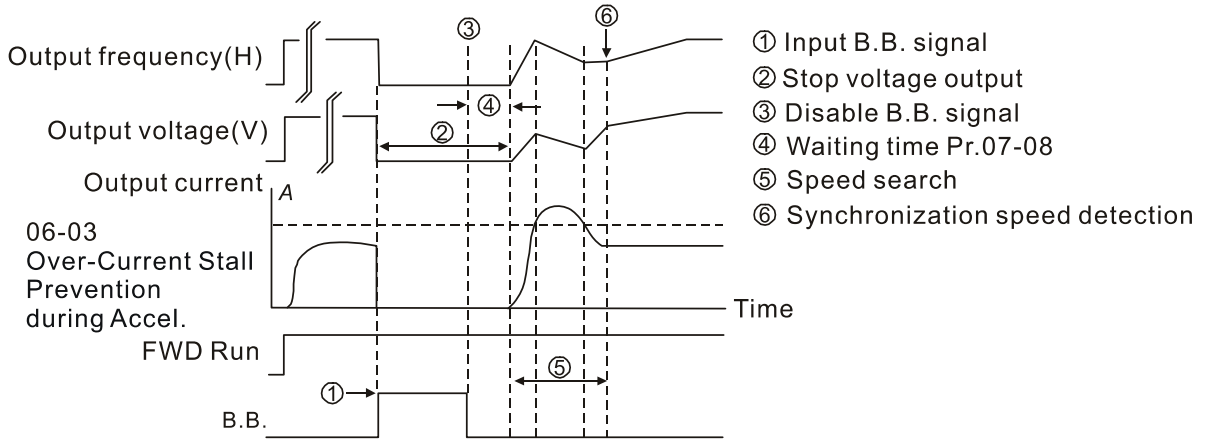 ⑥
③
Output frequency(H)
① Input B.B. signal
② Stop voltage output
④
③ Disable B.B. signal
Output voltage(V)
②
④ Waiting time Pr.07-08
Output current
A
⑤ Speed search
⑥ Synchronization speed detection
06-03
Over-Current Stall
Prevention
during Accel.
Time
FWD Run
⑤
①
B.B.